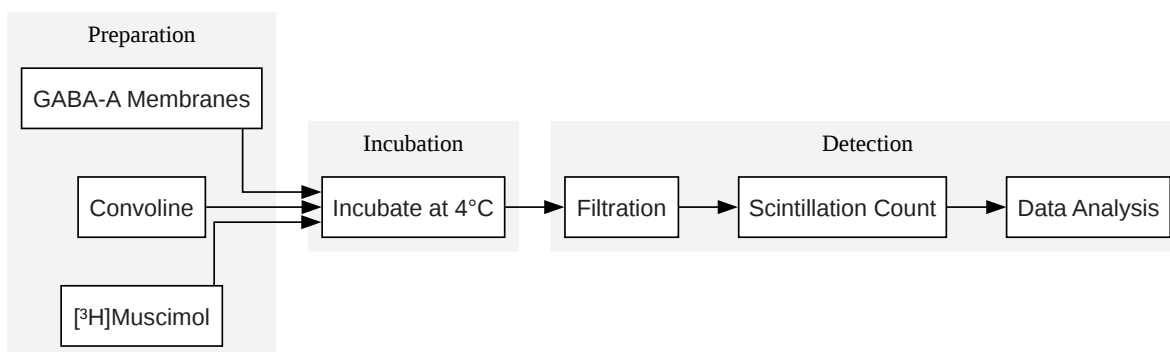 Preparation
GABA-A Membranes
Convoline
[³H]Muscimol
Incubation
Incubate at 4°C
Detection
Filtration
Scintillation Count
Data Analysis